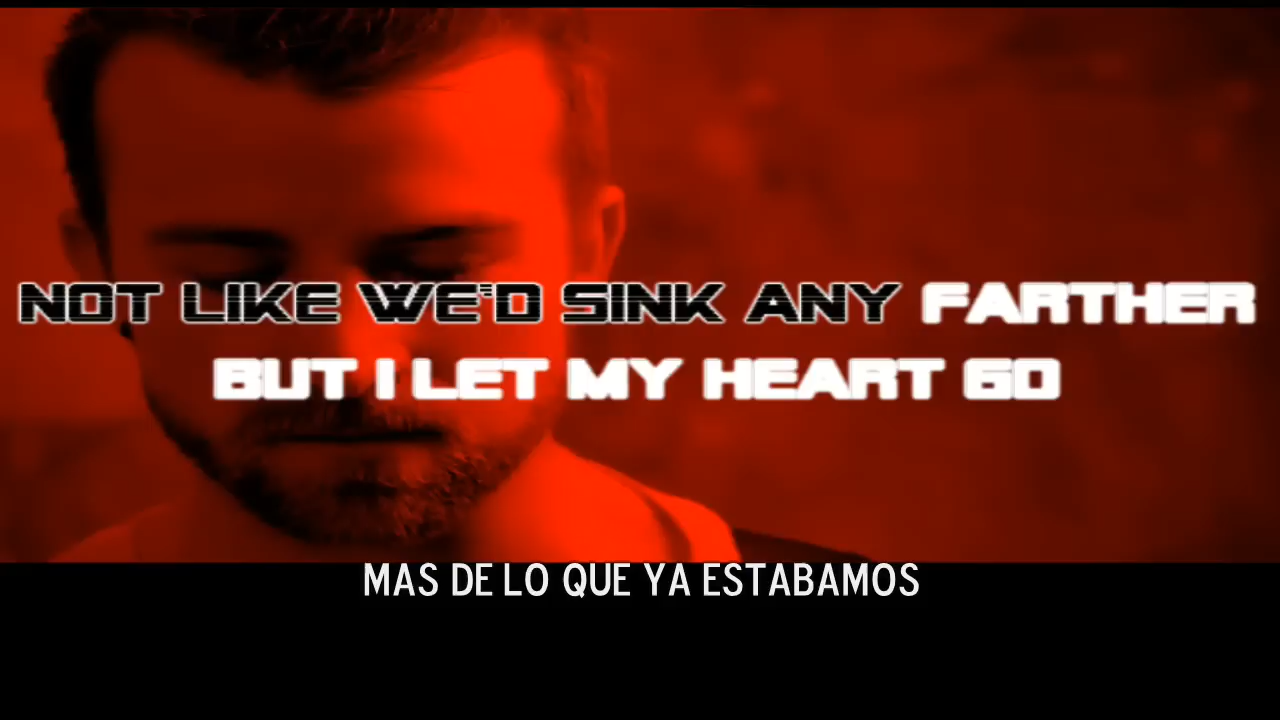 NOT LIKE WE'D SINK ANY FARTHER
BUT I LET MY HEART GO
MAS DE LO QUE YA ESTABAMOS